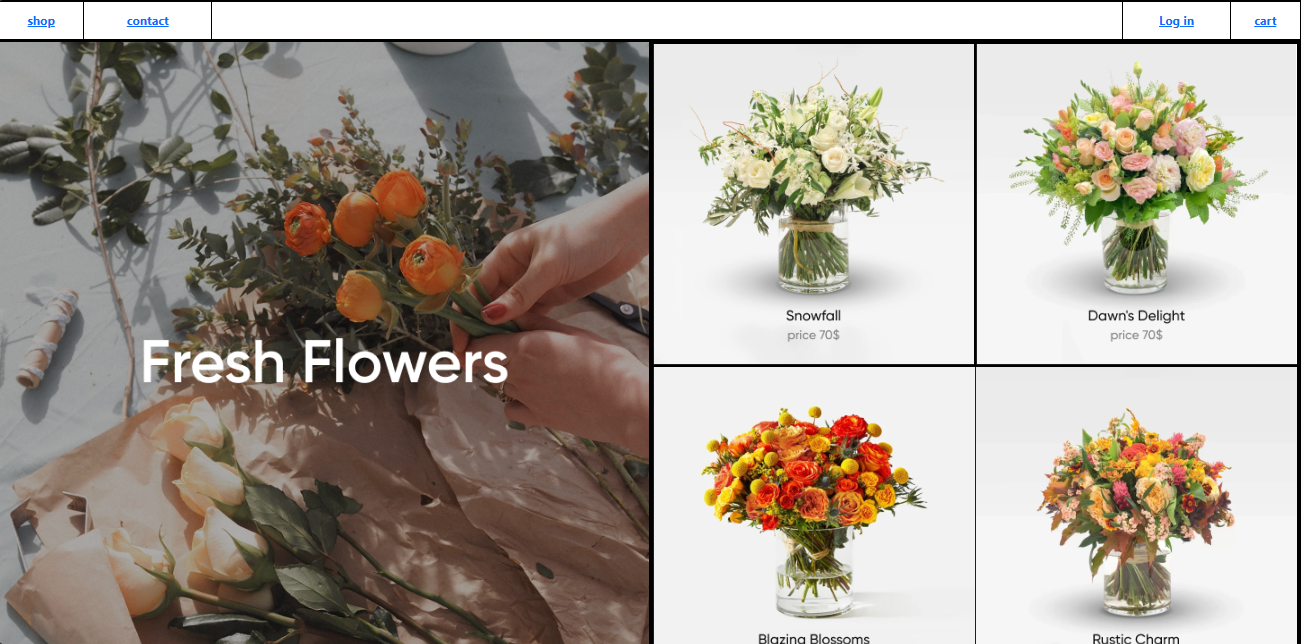 shop
contact
Log in
cart
Fresh Flowers
Snowfall
price 70$
Dawn's Delight
price 70$
Blazing Blossoms
Rustic Charm